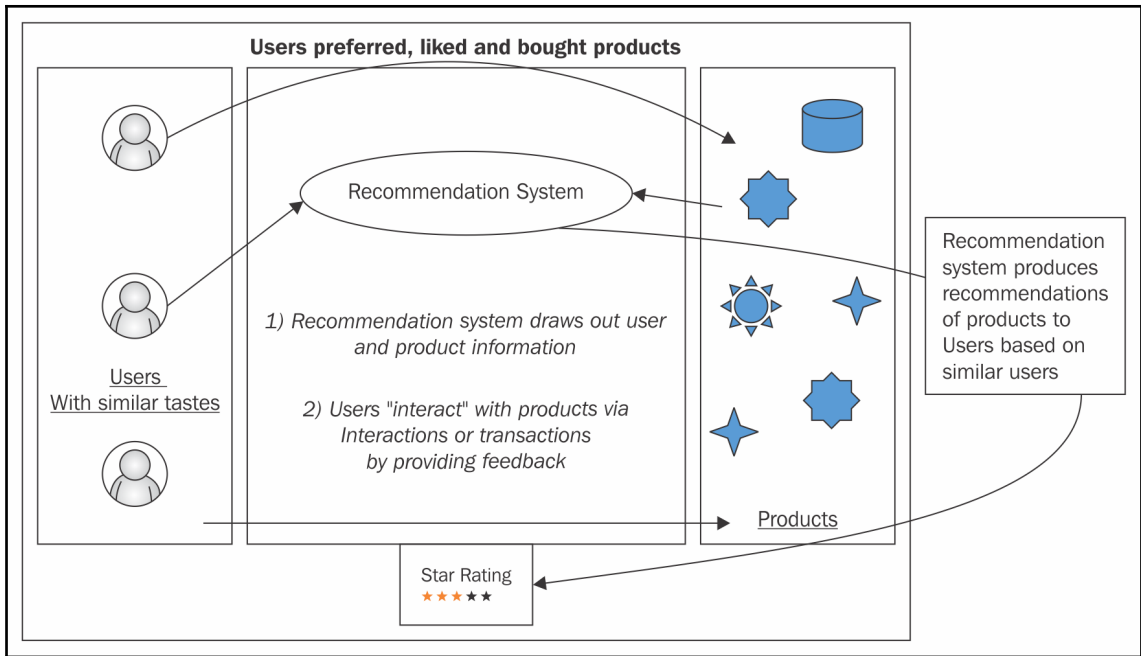 Users preferred, liked and bought products
Recommendation System
1) Recommendation system draws out user
and product information
Users
With similar tastes
2) Users "interact" with products via
Interactions or transactions
by providing feedback
Products
Star Rating
Recommendation
system produces
recommendations
of products to
Users based on
similar users